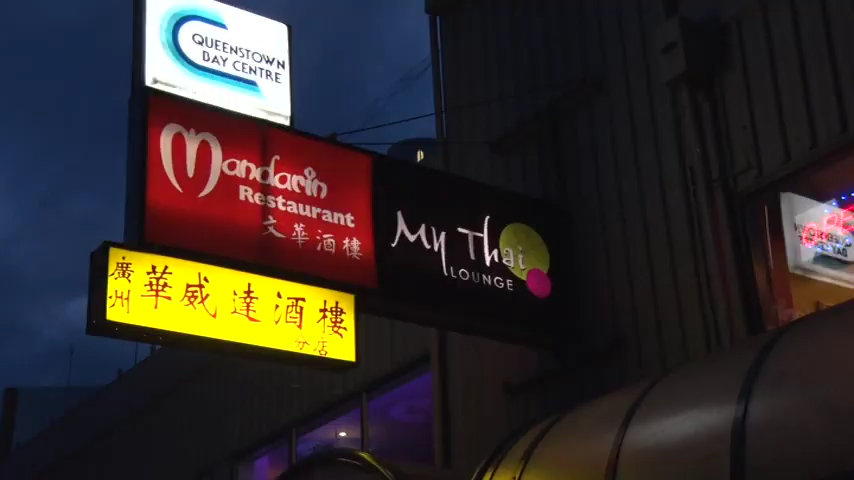 QUEENSTOWN
BAY CENTRE
Mandarin
Restaurant
文華酒樓
My Thai
LOUNGE
廣州
華威達酒樓
分店